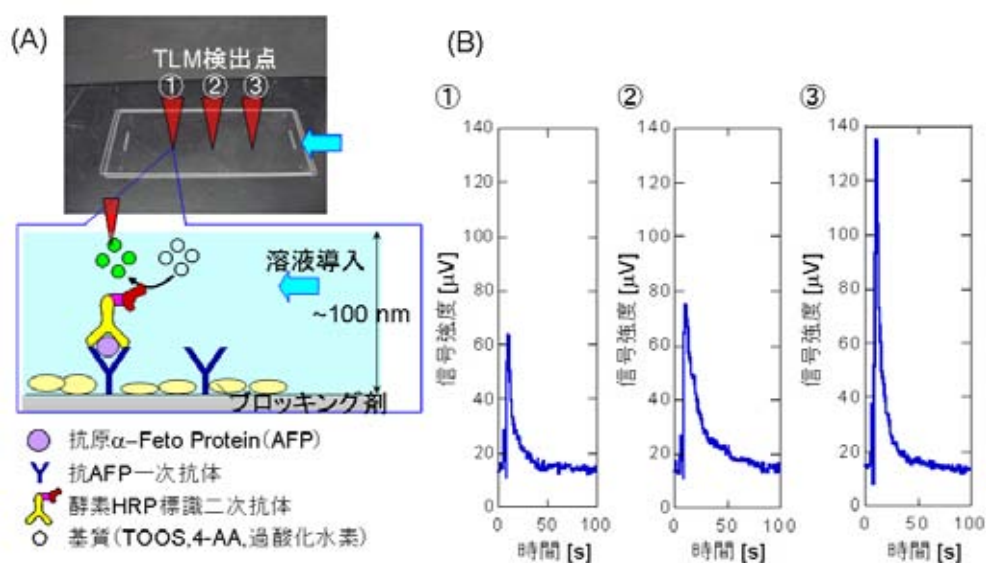 (A)
TLM検出点
① ② ③
溶液導入
~100 nm
ブロッキング剤
抗原α-Feto Protein(AFP)
抗AFP一次抗体
酵素HRP標識二次抗体
基質(TOOS,4-AA,過酸化水素)
(B)
①
140
120
100
80
60
40
20
0
信号強度 [μV]
0 50 100
時間 [s]
②
140
120
100
80
60
40
20
0
信号強度 [μV]
0 50 100
時間 [s]
③
140
120
100
80
60
40
20
0
信号強度 [μV]
0 50 100
時間 [s]